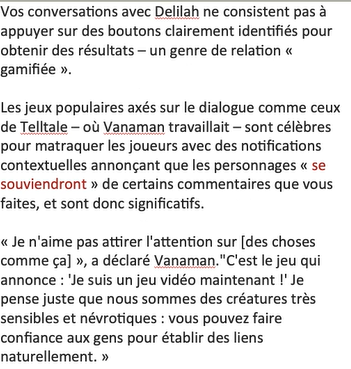 Vos conversations avec Delilah ne consistent pas à
appuyer sur des boutons clairement identifiés pour
obtenir des résultats – un genre de relation «
gamifiée ».
Les jeux populaires axés sur le dialogue comme ceux
de Telltale – où Vanaman travaillait – sont célèbres
pour matraquer les joueurs avec des notifications
contextuelles annonçant que les personnages « se
souviendront » de certains commentaires que vous
faites, et sont donc significatifs.
« Je n'aime pas attirer l'attention sur [des choses
comme ça] », a déclaré Vanaman."C'est le jeu qui
annonce : 'Je suis un jeu vidéo maintenant !' Je
pense juste que nous sommes des créatures très
sensibles et névrotiques : vous pouvez faire
confiance aux gens pour établir des liens
naturellement. »